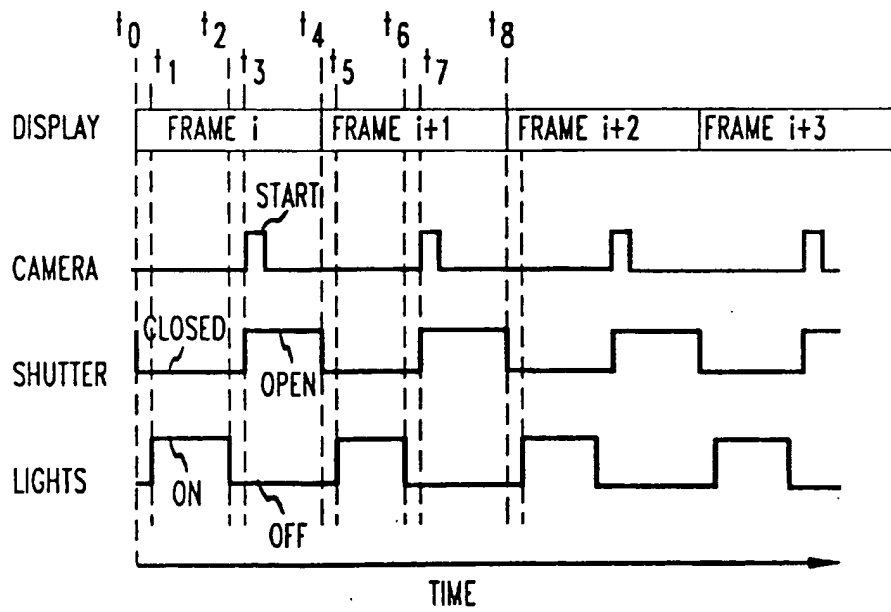 t0 t2 t4 t6 t8
t1 t3 t5 t7
DISPLAY FRAME i FRAME i+1 FRAME i+2 FRAME i+3
START
CAMERA
CLOSED
SHUTTER OPEN
LIGHTS ON
OFF
TIME